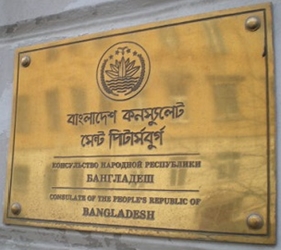 বাংলাদেশ কনস্যুলেট
সেন্ট পিটার্সবুর্গ
КОНСУЛЬСТВО НАРОДНОЙ РЕСПУБЛИКИ
БАНГЛАДЕШ
CONSULATE OF THE PEOPLE'S REPUBLIC OF
BANGLADESH